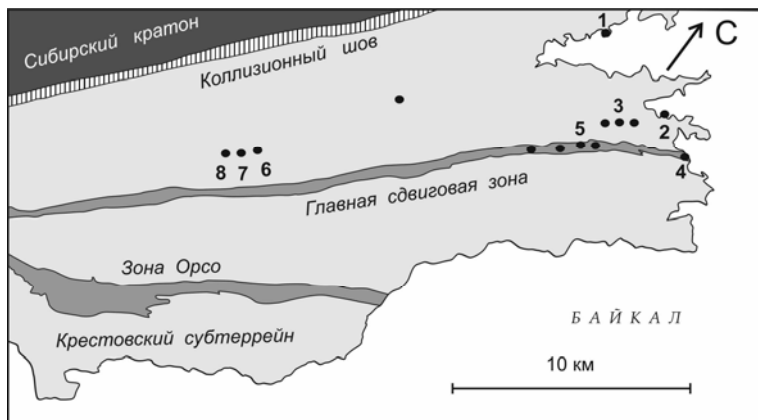 Сибирский кратон
Коллизионный шов
1
С
3
2
5
8 7 6
4
Главная сдвиговая зона
Зона Орсо
БАЙКАЛ
Крестовский субтеррейн
10 км